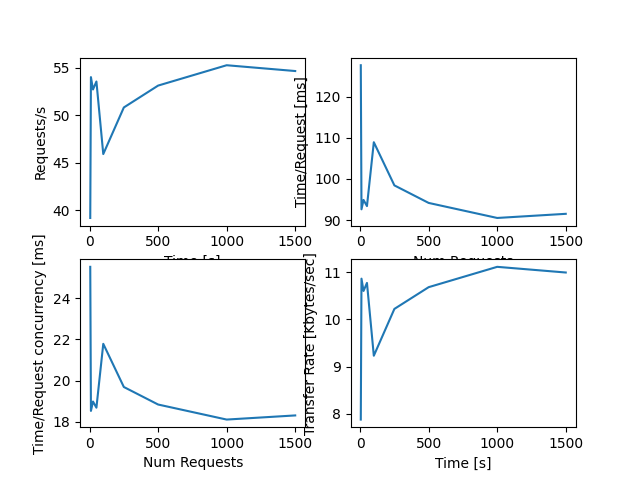 55
50
45
40
Requests/s
0 500 1000 1500
Time [s]
120
110
100
90
Time/Request [ms]
0 500 1000 1500
Num Requests
24
22
20
18
Time/Request concurrency [ms]
0 500 1000 1500
Num Requests
11
10
9
8
Transfer Rate [Kbytes/sec]
0 500 1000 1500
Time [s]